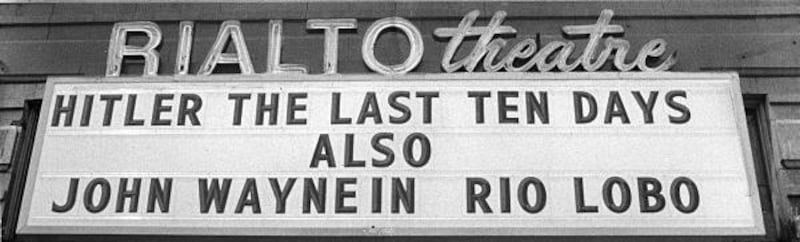 RIALTO theatre
HITLER THE LAST TEN DAYS
ALSO
JOHN WAYNEIN RIO LOBO